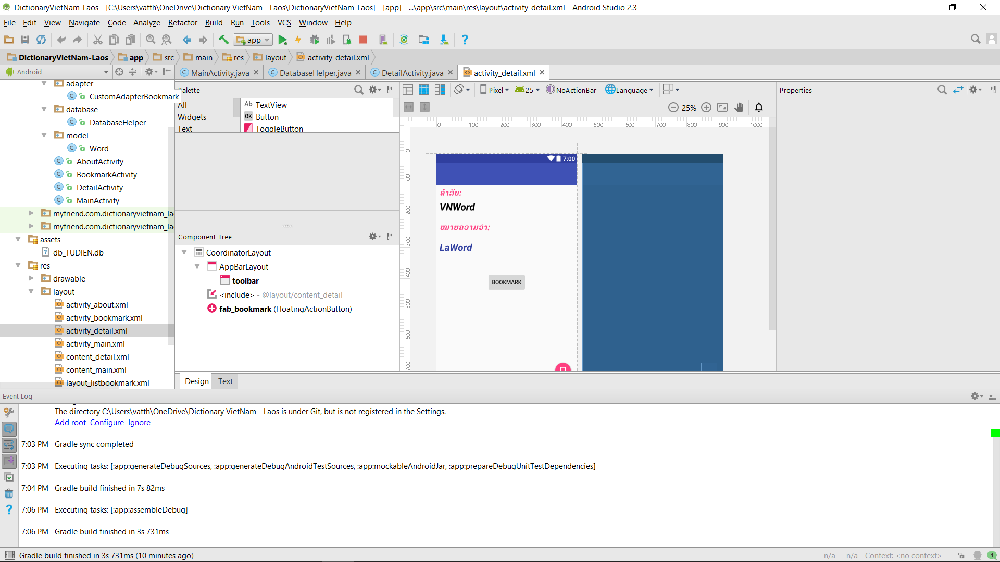 DictionaryVietNam-Laos - [C:\Users\vatth\OneDrive\Dictionary VietNam - Laos\DictionaryVietNam-Laos] - [app] - ...\app\src\main\res\layout\activity_detail.xml - Android Studio 2.3
File Edit View Navigate Code Analyze Refactor Build Run Tools VCS Window Help
app
DictionaryVietNam-Laos app src main res layout activity_detail.xml
Android
MainActivity.java DatabaseHelper.java DetailActivity.java activity_detail.xml
adapter
CustomAdapterBookmark
database
DatabaseHelper
model
Word
AboutActivity
BookmarkActivity
DetailActivity
MainActivity
myfriend.com.dictionaryvietnam_la
myfriend.com.dictionaryvietnam_la
assets
db_TUDIEN.db
res
drawable
layout
activity_about.xml
activity_bookmark.xml
activity_detail.xml
activity_main.xml
content_detail.xml
content_main.xml
layout_listbookmark.xml
Palette
All
Widgets
Text
Ab TextView
OK Button
ToggleButton
Component Tree
CoordinatorLayout
AppBarLayout
toolbar
<include> - @layout/content_detail
fab_bookmark (FloatingActionButton)
Design Text
Pixel 25 NoActionBar Language
25%
0 100 200 300 400 500 600 700 800 900 1000
0
100
200
300
400
500
600
700
7:00
ຄຳສັບ:
VNWord
ໝາຍຄວາມວ່າ:
LaWord
BOOKMARK
Properties
Event Log
The directory C:\Users\vatth\OneDrive\Dictionary VietNam - Laos is under Git, but is not registered in the Settings.
Add root Configure Ignore
7:03 PM Gradle sync completed
7:03 PM Executing tasks: [:app:generateDebugSources, :app:generateDebugAndroidTestSources, :app:mockableAndroidJar, :app:prepareDebugUnitTestDependencies]
7:04 PM Gradle build finished in 7s 82ms
7:06 PM Executing tasks: [:app:assembleDebug]
7:06 PM Gradle build finished in 3s 731ms
Gradle build finished in 3s 731ms (10 minutes ago)
n/a n/a Context: <no context> 1